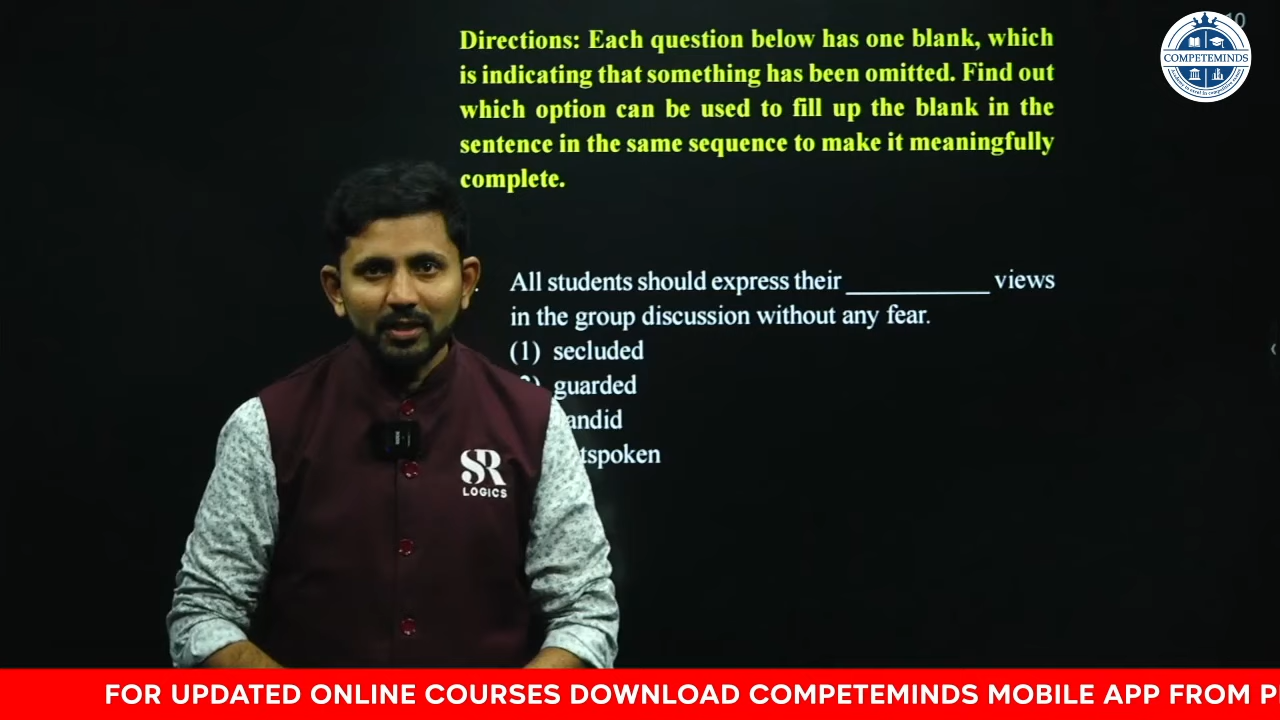 10
COMPETEMINDS
Directions: Each question below has one blank, which
is indicating that something has been omitted. Find out
which option can be used to fill up the blank in the
sentence in the same sequence to make it meaningfully
complete.
All students should express their ____________ views
in the group discussion without any fear.
(1) secluded
guarded
andid
tspoken
SR
LOGICS
FOR UPDATED ONLINE COURSES DOWNLOAD COMPETEMINDS MOBILE APP FROM P